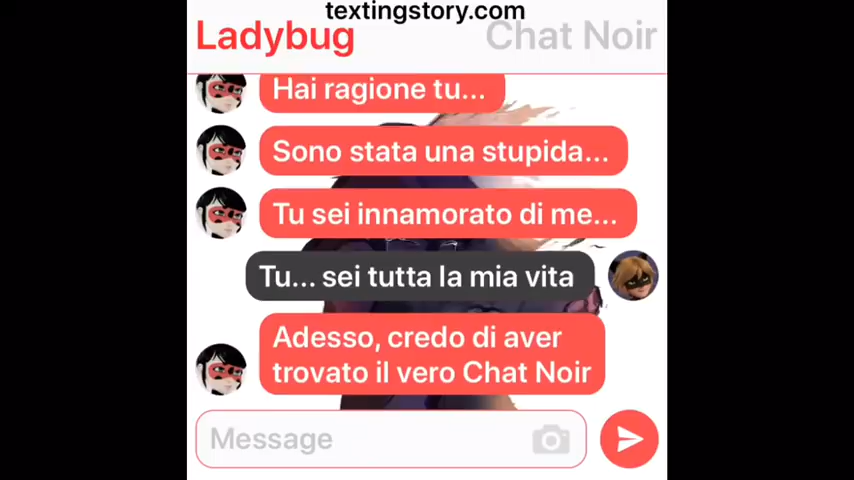 textingstory.com
Ladybug
Chat Noir
Hai ragione tu...
Sono stata una stupida...
Tu sei innamorato di me...
Tu... sei tutta la mia vita
Adesso, credo di aver
trovato il vero Chat Noir
Message